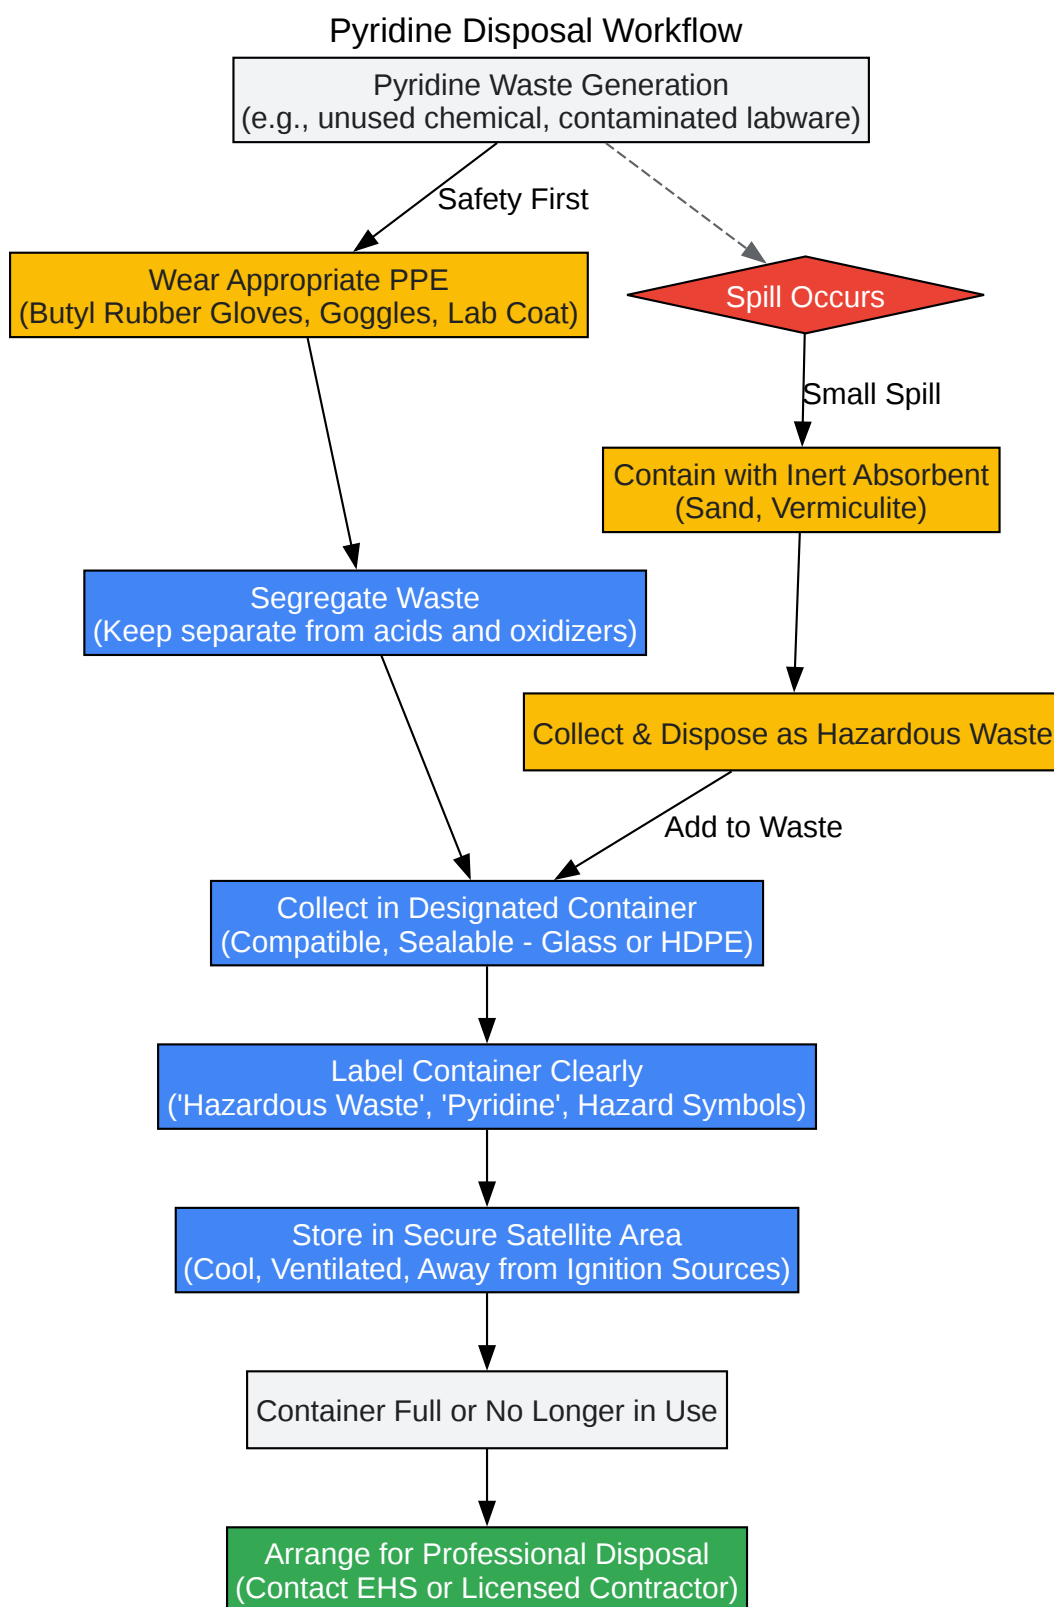 Pyridine Disposal Workflow
Pyridine Waste Generation
(e.g., unused chemical, contaminated labware)
Safety First
Wear Appropriate PPE
(Butyl Rubber Gloves, Goggles, Lab Coat)
Spill Occurs
Small Spill
Contain with Inert Absorbent
(Sand, Vermiculite)
Segregate Waste
(Keep separate from acids and oxidizers)
Collect & Dispose as Hazardous Waste
Add to Waste
Collect in Designated Container
(Compatible, Sealable - Glass or HDPE)
Label Container Clearly
('Hazardous Waste', 'Pyridine', Hazard Symbols)
Store in Secure Satellite Area
(Cool, Ventilated, Away from Ignition Sources)
Container Full or No Longer in Use
Arrange for Professional Disposal
(Contact EHS or Licensed Contractor)